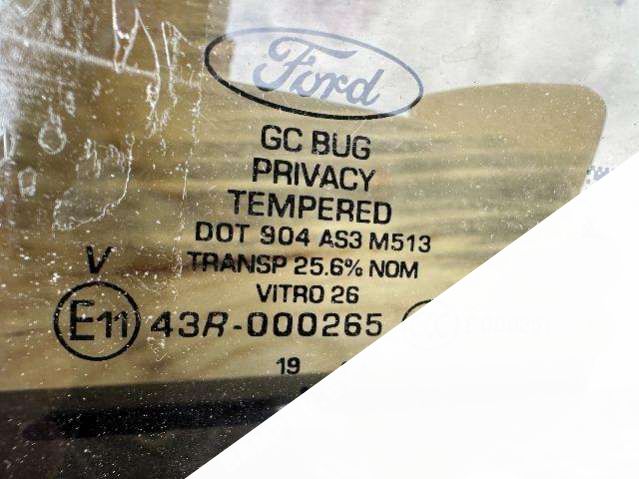 Ford
GC BUG
PRIVACY
TEMPERED
DOT 904 AS3 M513
TRANSP 25.6% NOM
VITRO 26
V
E11 43R-000265
19